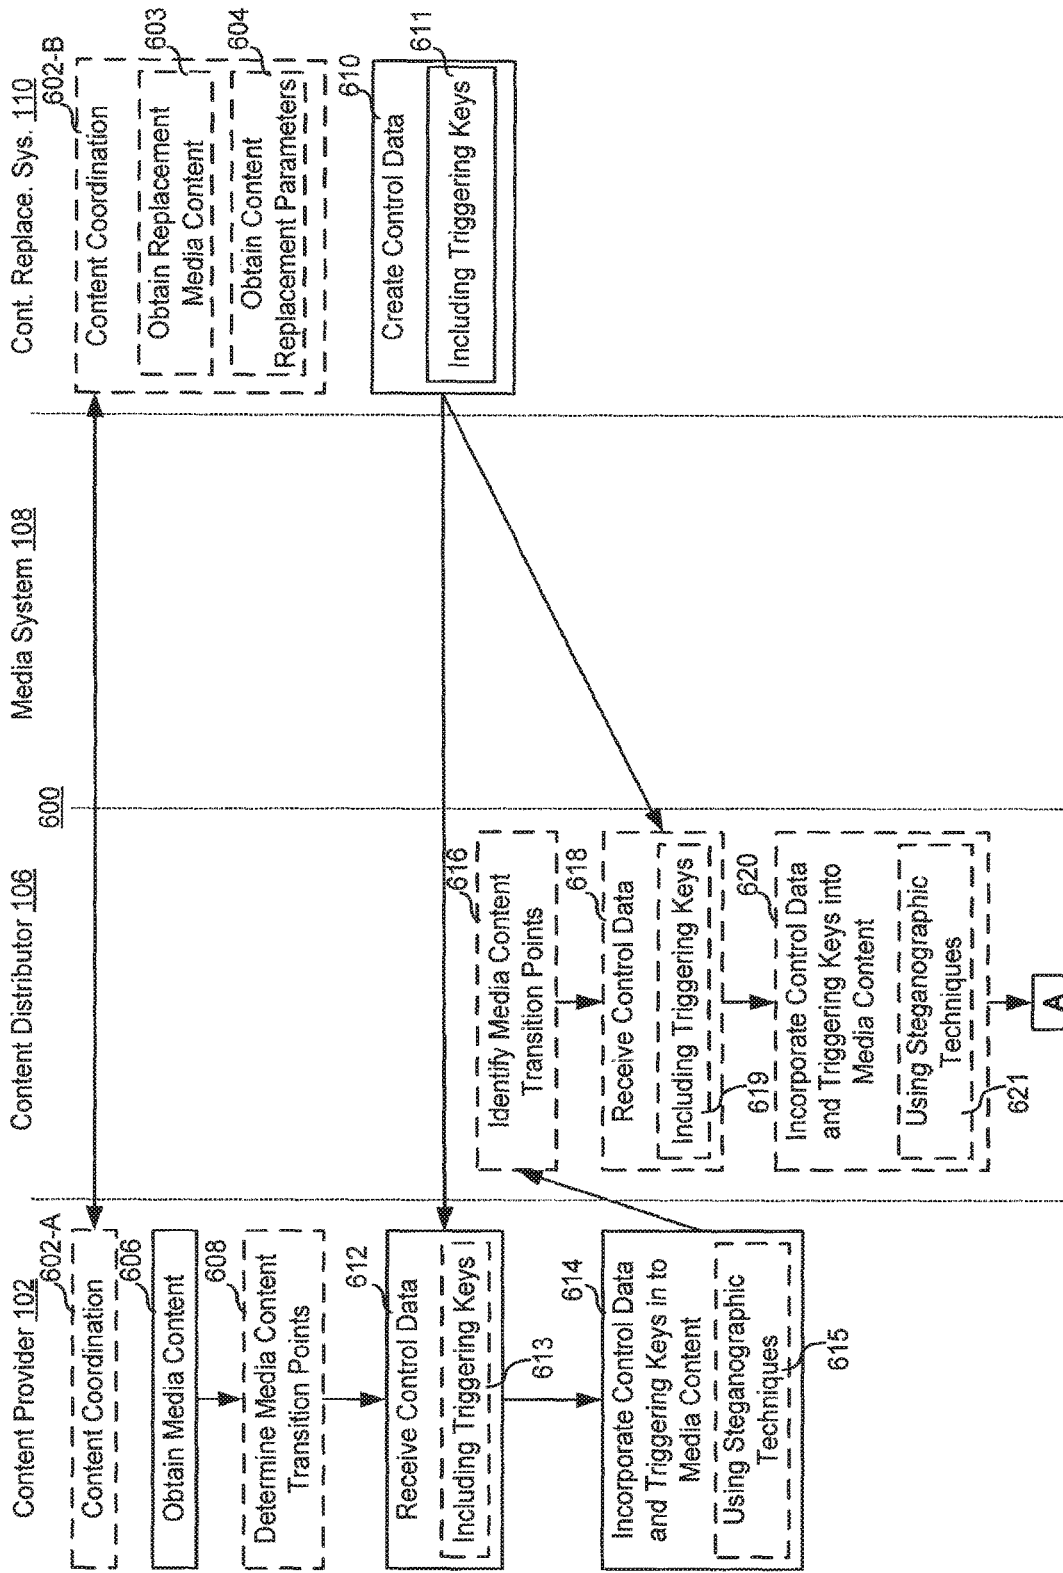 600
Content Provider 102
Content Distributor 106
Media System 108
Cont. Replace. Sys. 110
602-A
Content Coordination
606
Obtain Media Content
608
Determine Media Content
Transition Points
612
Receive Control Data
Including Triggering Keys
613
614
Incorporate Control Data
and Triggering Keys in to
Media Content
Using Steganographic
Techniques
615
616
Identify Media Content
Transition Points
618
Receive Control Data
Including Triggering Keys
619
620
Incorporate Control Data
and Triggering Keys into
Media Content
Using Steganographic
Techniques
621
A
602-B
Content Coordination
603
Obtain Replacement
Media Content
604
Obtain Content
Replacement Parameters
610
Create Control Data
611
Including Triggering Keys